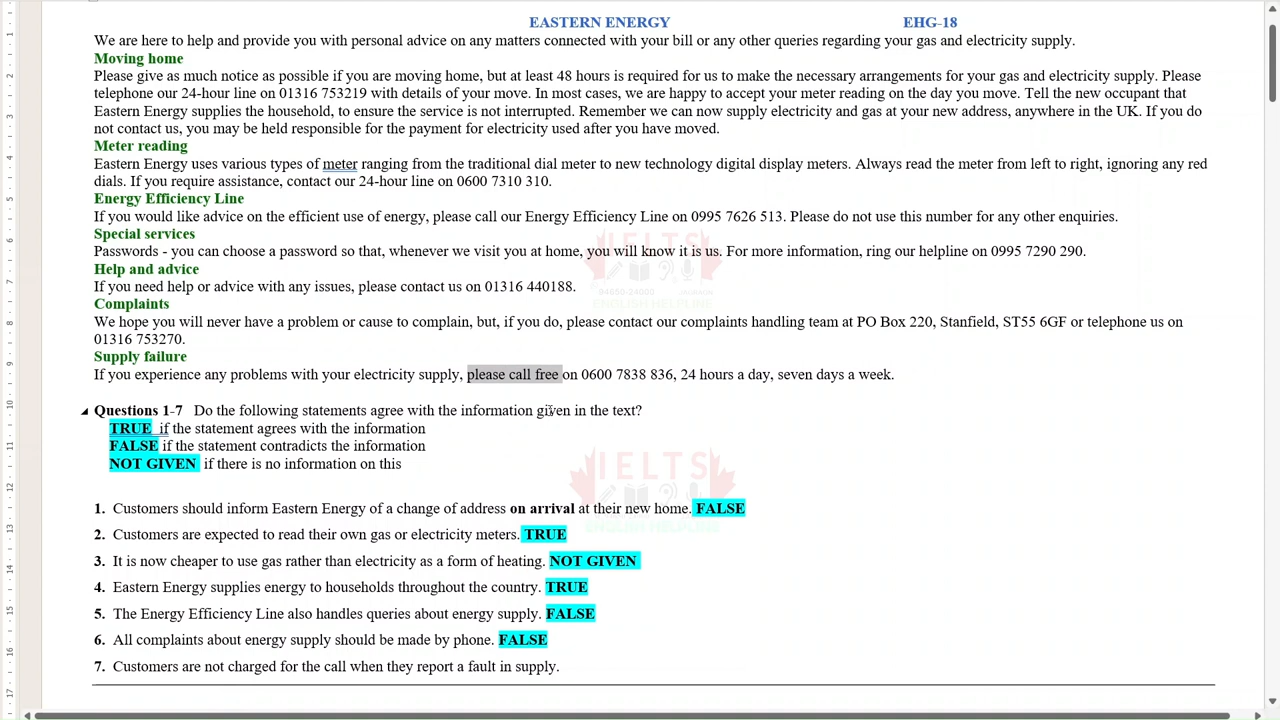 EASTERN ENERGY EHG-18
We are here to help and provide you with personal advice on any matters connected with your bill or any other queries regarding your gas and electricity supply.
Moving home
Please give as much notice as possible if you are moving home, but at least 48 hours is required for us to make the necessary arrangements for your gas and electricity supply. Please
telephone our 24-hour line on 01316 753219 with details of your move. In most cases, we are happy to accept your meter reading on the day you move. Tell the new occupant that
Eastern Energy supplies the household, to ensure the service is not interrupted. Remember we can now supply electricity and gas at your new address, anywhere in the UK. If you do
not contact us, you may be held responsible for the payment for electricity used after you have moved.
Meter reading
Eastern Energy uses various types of meter ranging from the traditional dial meter to new technology digital display meters. Always read the meter from left to right, ignoring any red
dials. If you require assistance, contact our 24-hour line on 0600 7310 310.
Energy Efficiency Line
If you would like advice on the efficient use of energy, please call our Energy Efficiency Line on 0995 7626 513. Please do not use this number for any other enquiries.
Special services
Passwords - you can choose a password so that, whenever we visit you at home, you will know it is us. For more information, ring our helpline on 0995 7290 290.
Help and advice
If you need help or advice with any issues, please contact us on 01316 440188.
Complaints
We hope you will never have a problem or cause to complain, but, if you do, please contact our complaints handling team at PO Box 220, Stanfield, ST55 6GF or telephone us on
01316 753270.
Supply failure
If you experience any problems with your electricity supply, please call free on 0600 7838 836, 24 hours a day, seven days a week.
Questions 1-7 Do the following statements agree with the information given in the text?
TRUE if the statement agrees with the information
FALSE if the statement contradicts the information
NOT GIVEN if there is no information on this
IELTS
ENGLISH HELPLINE
1. Customers should inform Eastern Energy of a change of address on arrival at their new home. FALSE
2. Customers are expected to read their own gas or electricity meters. TRUE
3. It is now cheaper to use gas rather than electricity as a form of heating. NOT GIVEN
4. Eastern Energy supplies energy to households throughout the country. TRUE
5. The Energy Efficiency Line also handles queries about energy supply. FALSE
6. All complaints about energy supply should be made by phone. FALSE
7. Customers are not charged for the call when they report a fault in supply.